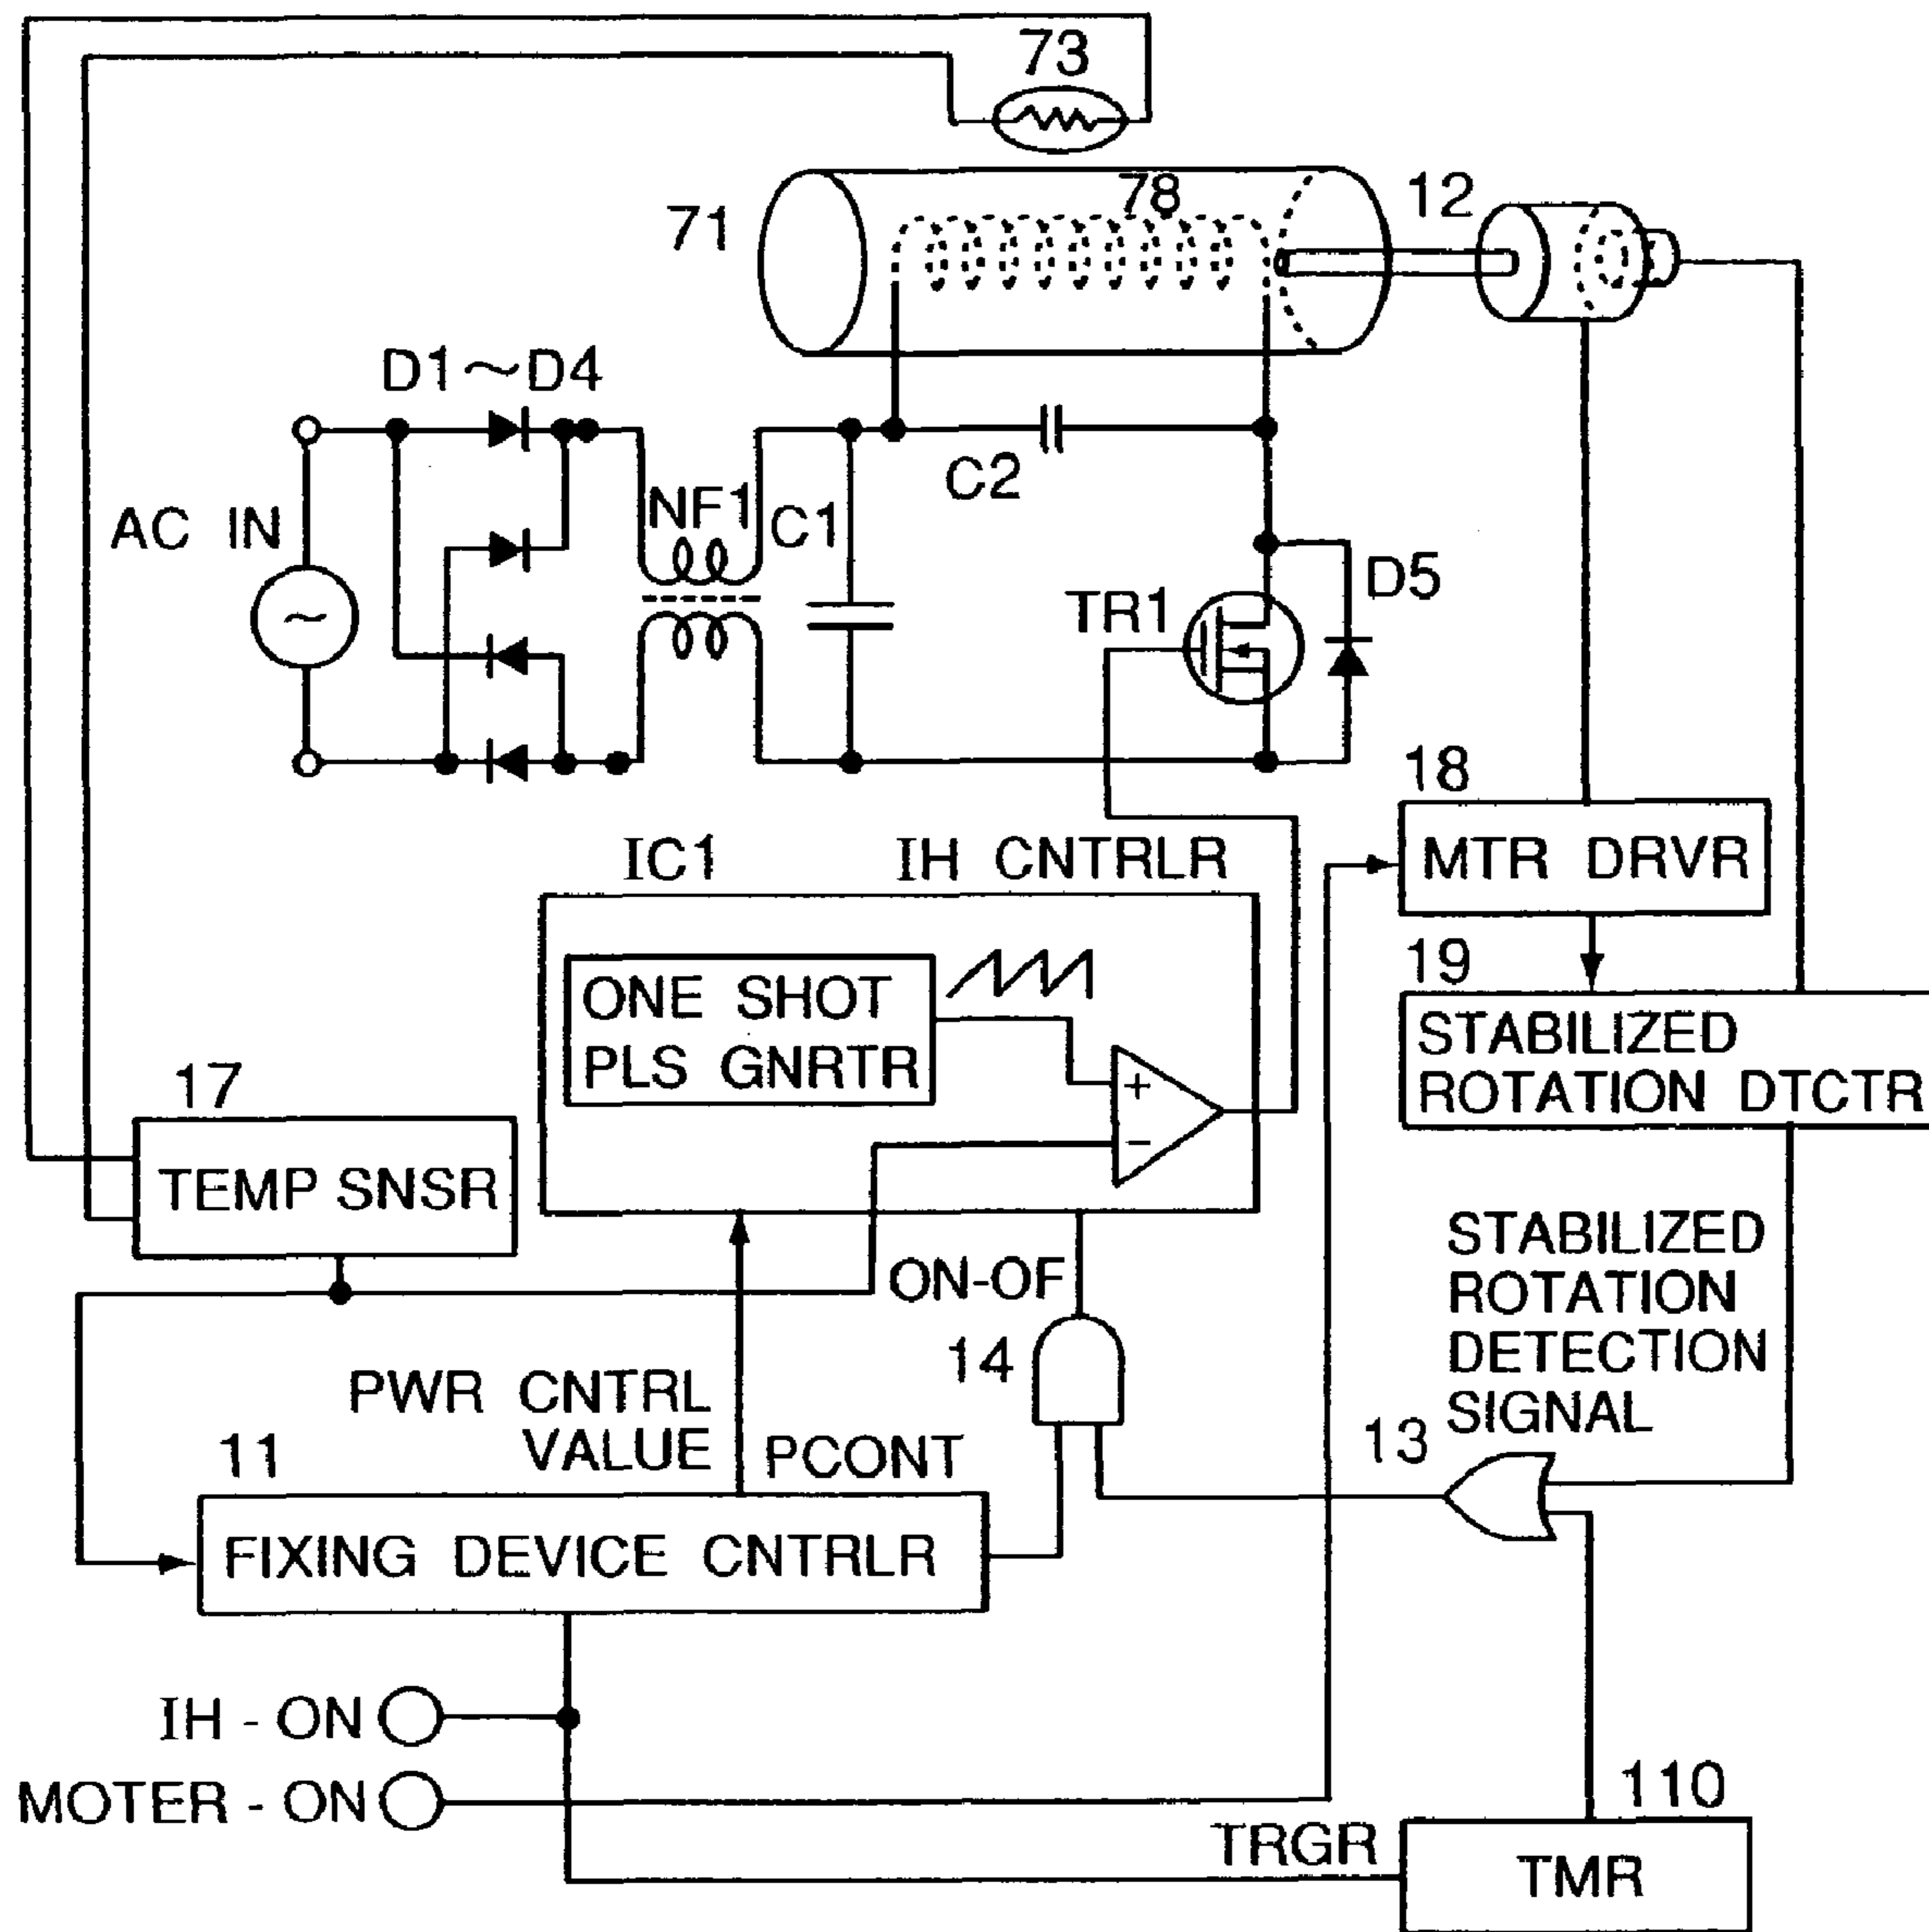 73
78
12
71
D1~D4
C2
AC IN
NF1
C1
D5
TR1
18
IC1
IH CNTRLR
MTR DRVR
19
ONE SHOT
PLS GNRTR
STABILIZED
ROTATION DTCTR
+
-
17
TEMP SNSR
STABILIZED
ROTATION
DETECTION
SIGNAL
ON-OF
14
PWR CNTRL
VALUE
PCONT
13
11
FIXING DEVICE CNTRLR
IH - ON
MOTER - ON
110
TRGR
TMR